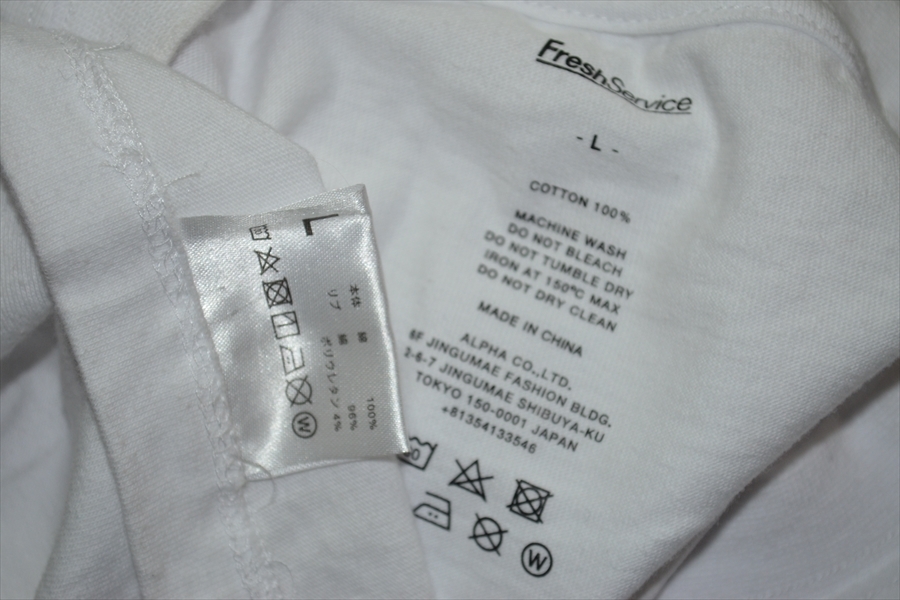 FreshService
- L -
COTTON 100%
MACHINE WASH
DO NOT BLEACH
DO NOT TUMBLE DRY
IRON AT 150°C MAX
DO NOT DRY CLEAN
MADE IN CHINA
ALPHA CO.,LTD.
6F JINGUMAE FASHION BLDG.
2-6-7 JINGUMAE SHIBUYA-KU
TOKYO 150-0001 JAPAN
+81354133546
W
L
本体 綿 100%
リブ 綿 96%
ポリウレタン 4%
W